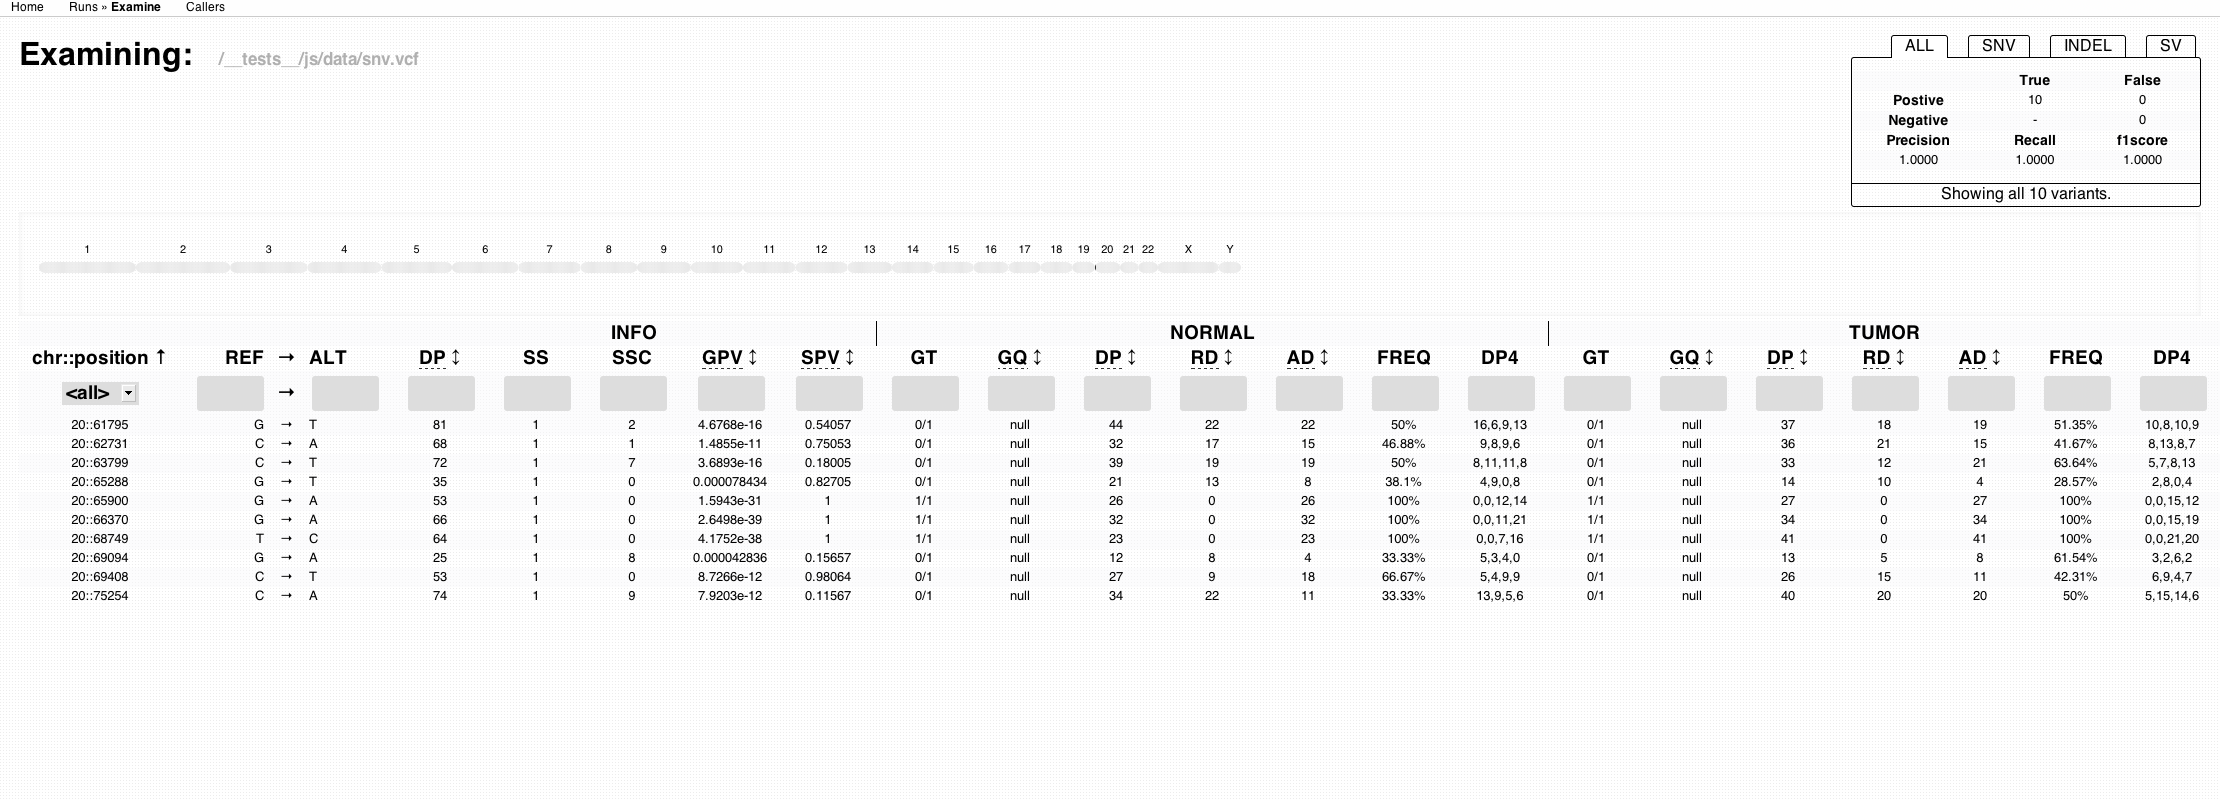 Home Runs » Examine Callers
Examining: /__tests__/js/data/snv.vcf
ALL SNV INDEL SV
True False
Postive 10 0
Negative - 0
Precision Recall f1score
1.0000 1.0000 1.0000
Showing all 10 variants.
1 2 3 4 5 6 7 8 9 10 11 12 13 14 15 16 17 18 19 20 21 22 X Y
INFO NORMAL TUMOR
chr::position ↑ REF → ALT DP ↕ SS SSC GPV ↕ SPV ↕ GT GQ ↕ DP ↕ RD ↕ AD ↕ FREQ DP4 GT GQ ↕ DP ↕ RD ↕ AD ↕ FREQ DP4
<all> →
20::61795 G → T 81 1 2 4.6768e-16 0.54057 0/1 null 44 22 22 50% 16,6,9,13 0/1 null 37 18 19 51.35% 10,8,10,9
20::62731 C → A 68 1 1 1.4855e-11 0.75053 0/1 null 32 17 15 46.88% 9,8,9,6 0/1 null 36 21 15 41.67% 8,13,8,7
20::63799 C → T 72 1 7 3.6893e-16 0.18005 0/1 null 39 19 19 50% 8,11,11,8 0/1 null 33 12 21 63.64% 5,7,8,13
20::65288 G → T 35 1 0 0.000078434 0.82705 0/1 null 21 13 8 38.1% 4,9,0,8 0/1 null 14 10 4 28.57% 2,8,0,4
20::65900 G → A 53 1 0 1.5943e-31 1 1/1 null 26 0 26 100% 0,0,12,14 1/1 null 27 0 27 100% 0,0,15,12
20::66370 G → A 66 1 0 2.6498e-39 1 1/1 null 32 0 32 100% 0,0,11,21 1/1 null 34 0 34 100% 0,0,15,19
20::68749 T → C 64 1 0 4.1752e-38 1 1/1 null 23 0 23 100% 0,0,7,16 1/1 null 41 0 41 100% 0,0,21,20
20::69094 G → A 25 1 8 0.000042836 0.15657 0/1 null 12 8 4 33.33% 5,3,4,0 0/1 null 13 5 8 61.54% 3,2,6,2
20::69408 C → T 53 1 0 8.7266e-12 0.98064 0/1 null 27 9 18 66.67% 5,4,9,9 0/1 null 26 15 11 42.31% 6,9,4,7
20::75254 C → A 74 1 9 7.9203e-12 0.11567 0/1 null 34 22 11 33.33% 13,9,5,6 0/1 null 40 20 20 50% 5,15,14,6